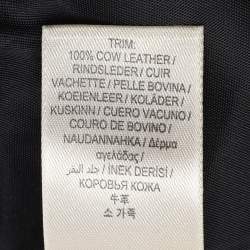 TRIM:
100% COW LEATHER /
RINDSLEDER / CUIR
VACHETTE / PELLE BOVINA /
KOEIENLEER / KOLÄDER /
KUSKINN / CUERO VACUNO /
COURO DE BOVINO /
NAUDANNAHKA / Δέρμα
αγελάδας / جلد البقر
/ İNEK DERİSİ /
КОРОВЬЯ КОЖА
牛革
소 가죽